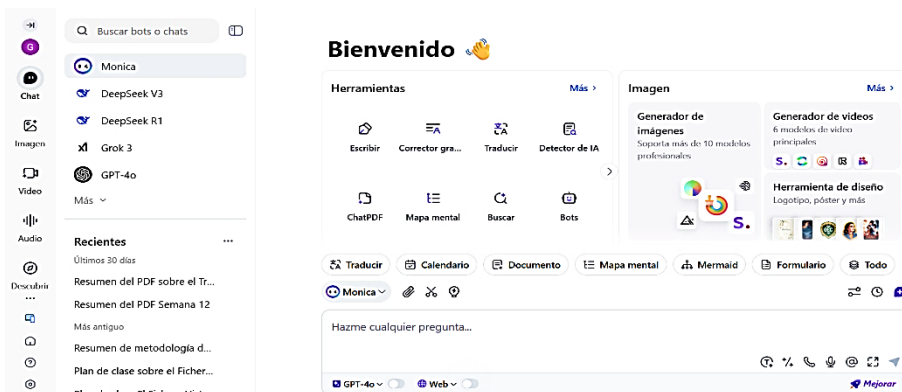 G
Chat
Imagen
Video
Audio
Descubrir
Buscar bots o chats
Monica
DeepSeek V3
DeepSeek R1
Grok 3
GPT-4o
Más
Recientes
Últimos 30 días
Resumen del PDF sobre el Tr...
Resumen del PDF Semana 12
Más antiguo
Resumen de metodología d...
Plan de clase sobre el Ficher...
Bienvenido
Herramientas
Más >
Escribir
Corrector gra...
Traducir
Detector de IA
ChatPDF
Mapa mental
Buscar
Bots
Imagen
Más >
Generador de
imágenes
Soporta más de 10 modelos
profesionales
Generador de videos
6 modelos de video
principales
Herramienta de diseño
Logotipo, póster y más
Traducir
Calendario
Documento
Mapa mental
Mermaid
Formulario
Todo
Monica
Hazme cualquier pregunta...
GPT-4o
Web
Mejorar